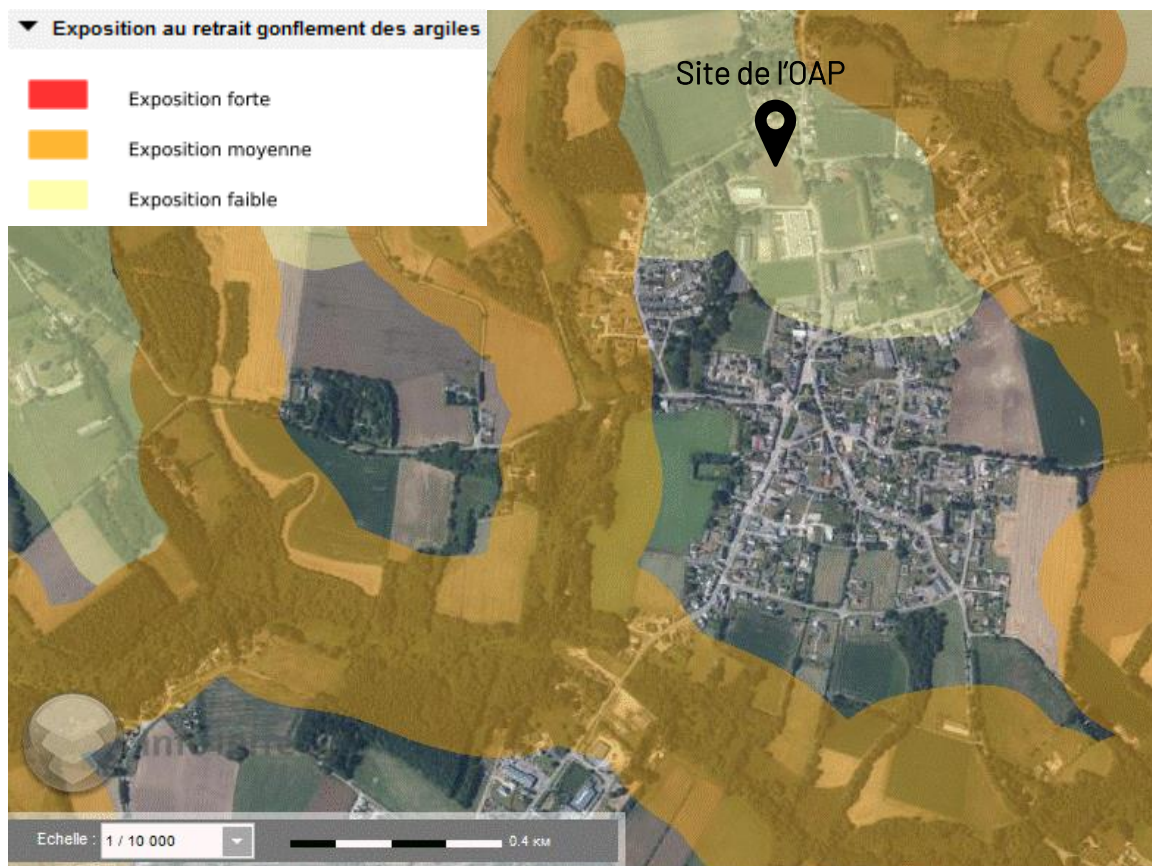 Exposition au retrait gonflement des argiles
Exposition forte
Exposition moyenne
Exposition faible
Site de l'OAP
Echelle :
1 / 10 000
0.4 KM